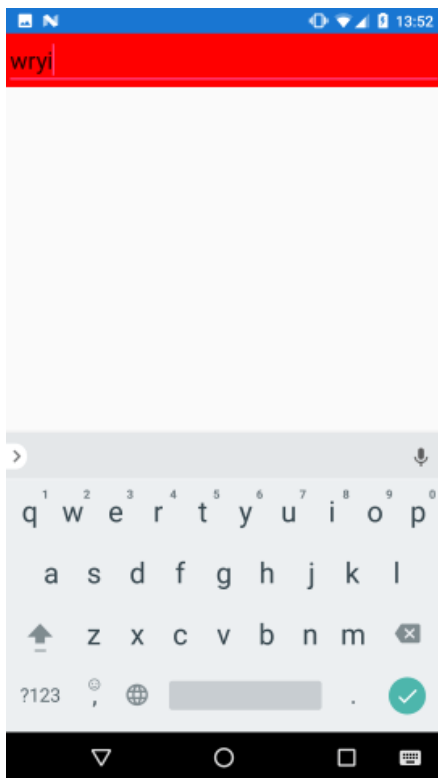 13:52
wryi
1 2 3 4 5 6 7 8 9 0
q w e r t y u i o p
a s d f g h j k l
z x c v b n m
?123 , .